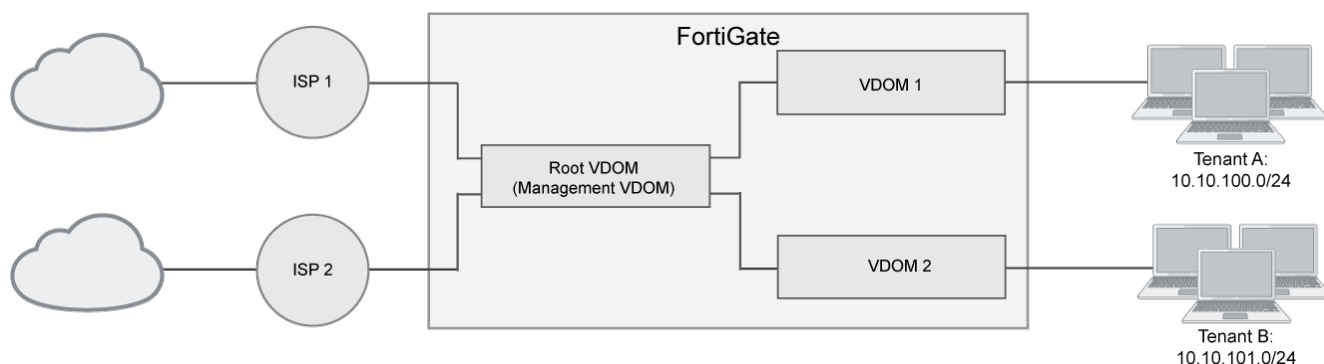 FortiGate
ISP 1
VDOM 1
Root VDOM
(Management VDOM)
Tenant A:
10.10.100.0/24
ISP 2
VDOM 2
Tenant B:
10.10.101.0/24